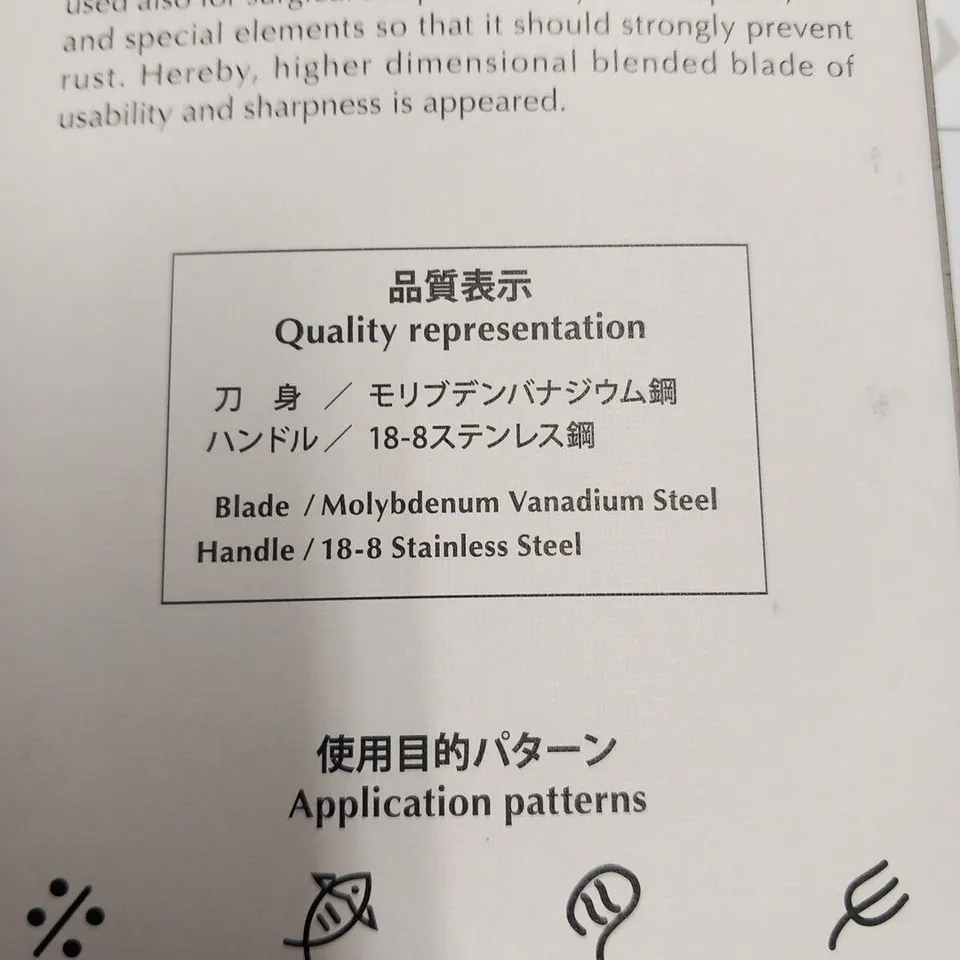 and special elements so that it should strongly prevent
rust. Hereby, higher dimensional blended blade of
usability and sharpness is appeared.
品質表示
Quality representation
刀 身 ／ モリブデンバナジウム鋼
ハンドル ／ 18-8ステンレス鋼
Blade / Molybdenum Vanadium Steel
Handle / 18-8 Stainless Steel
使用目的パターン
Application patterns